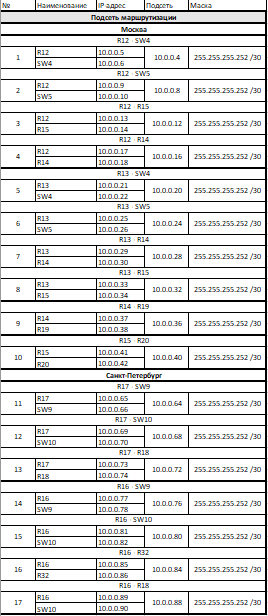 № Наименование IP адрес Подсеть Маска
Подсеть маршрутизации
Москва
R12 - SW4
1 R12 10.0.0.5 10.0.0.4 255.255.255.252 /30
SW4 10.0.0.6
R12 - SW5
2 R12 10.0.0.9 10.0.0.8 255.255.255.252 /30
SW5 10.0.0.10
R12 - R15
3 R12 10.0.0.13 10.0.0.12 255.255.255.252 /30
R15 10.0.0.14
R12 - R14
4 R12 10.0.0.17 10.0.0.16 255.255.255.252 /30
R14 10.0.0.18
R13 - SW4
5 R13 10.0.0.21 10.0.0.20 255.255.255.252 /30
SW4 10.0.0.22
R13 - SW5
6 R13 10.0.0.25 10.0.0.24 255.255.255.252 /30
SW5 10.0.0.26
R13 - R14
7 R13 10.0.0.29 10.0.0.28 255.255.255.252 /30
R14 10.0.0.30
R13 - R15
8 R13 10.0.0.33 10.0.0.32 255.255.255.252 /30
R15 10.0.0.34
R14 - R19
9 R14 10.0.0.37 10.0.0.36 255.255.255.252 /30
R19 10.0.0.38
R15 - R20
10 R15 10.0.0.41 10.0.0.40 255.255.255.252 /30
R20 10.0.0.42
Санкт-Петербург
R17 - SW9
11 R17 10.0.0.65 10.0.0.64 255.255.255.252 /30
SW9 10.0.0.66
R17 - SW10
12 R17 10.0.0.69 10.0.0.68 255.255.255.252 /30
SW10 10.0.0.70
R17 - R18
13 R17 10.0.0.73 10.0.0.72 255.255.255.252 /30
R18 10.0.0.74
R16 - SW9
14 R16 10.0.0.77 10.0.0.76 255.255.255.252 /30
SW9 10.0.0.78
R16 - SW10
15 R16 10.0.0.81 10.0.0.80 255.255.255.252 /30
SW10 10.0.0.82
R16 - R32
16 R16 10.0.0.85 10.0.0.84 255.255.255.252 /30
R32 10.0.0.86
R16 - R18
17 R16 10.0.0.89 10.0.0.88 255.255.255.252 /30
SW10 10.0.0.90